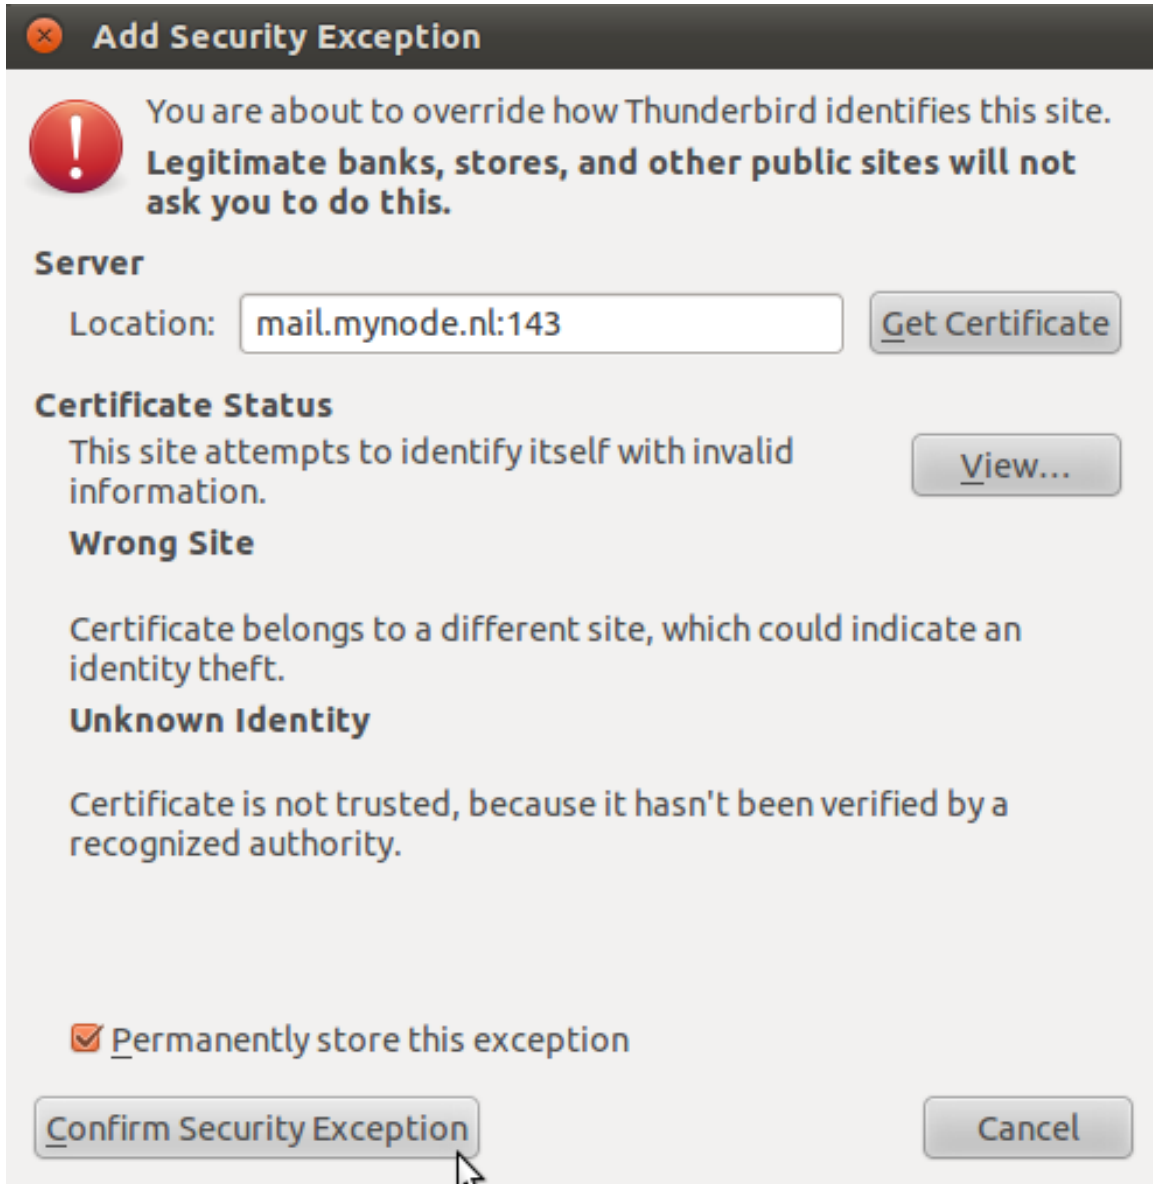 Add Security Exception
You are about to override how Thunderbird identifies this site.
Legitimate banks, stores, and other public sites will not
ask you to do this.
Server
Location: mail.mynode.nl:143 Get Certificate
Certificate Status
This site attempts to identify itself with invalid
information.
View...
Wrong Site
Certificate belongs to a different site, which could indicate an
identity theft.
Unknown Identity
Certificate is not trusted, because it hasn't been verified by a
recognized authority.
Permanently store this exception
Confirm Security Exception Cancel